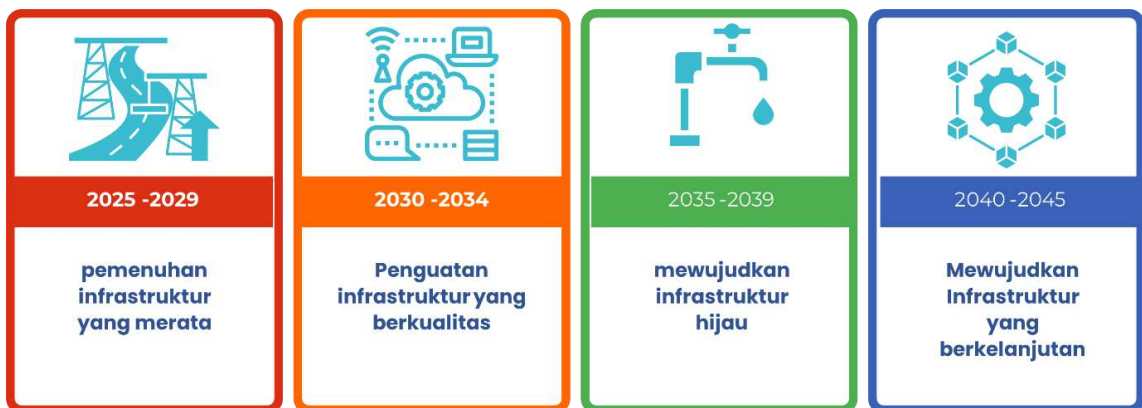 2025 -2029
pemenuhan
infrastruktur
yang merata
2030 -2034
Penguatan
infrastruktur yang
berkualitas
2035 -2039
mewujudkan
infrastruktur
hijau
2040 -2045
Mewujudkan
Infrastruktur
yang
berkelanjutan